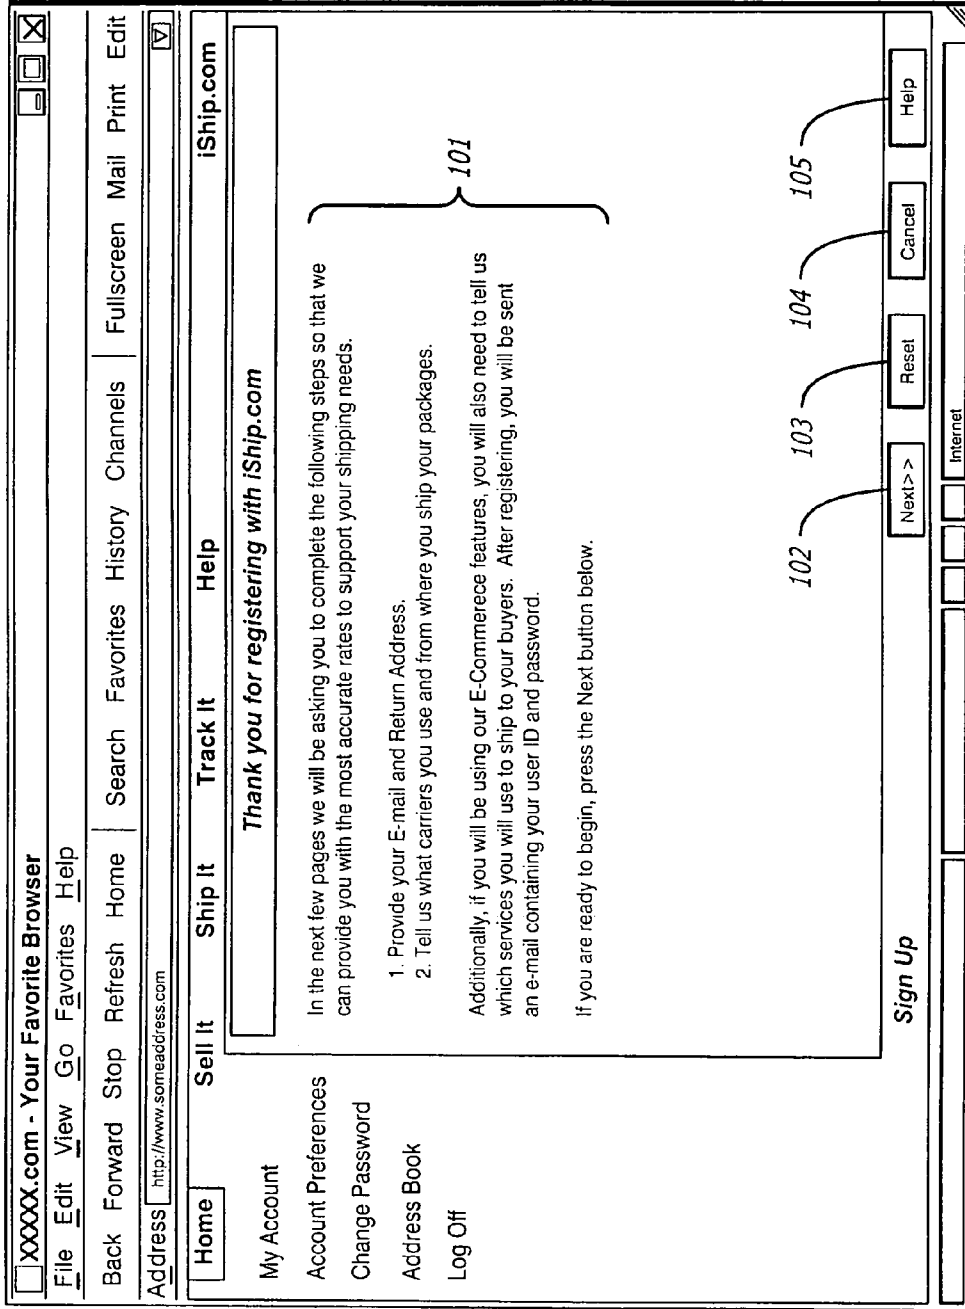 XXXXX.com - Your Favorite Browser
File Edit View Go Favorites Help
Back Forward Stop Refresh Home Search Favorites History Channels Fullscreen Mail Print Edit
Address http://www.someaddress.com
Home Sell It Ship It Track It Help iShip.com
My Account
Account Preferences
Change Password
Address Book
Log Off
Thank you for registering with iShip.com
In the next few pages we will be asking you to complete the following steps so that we
can provide you with the most accurate rates to support your shipping needs.
1. Provide your E-mail and Return Address.
2. Tell us what carriers you use and from where you ship your packages.
Additionally, if you will be using our E-Commerece features, you will also need to tell us
which services you will use to ship to your buyers. After registering, you will be sent
an e-mail containing your user ID and password.
If you are ready to begin, press the Next button below.
101
102 103 104 105
Sign Up Next>> Reset Cancel Help
Internet